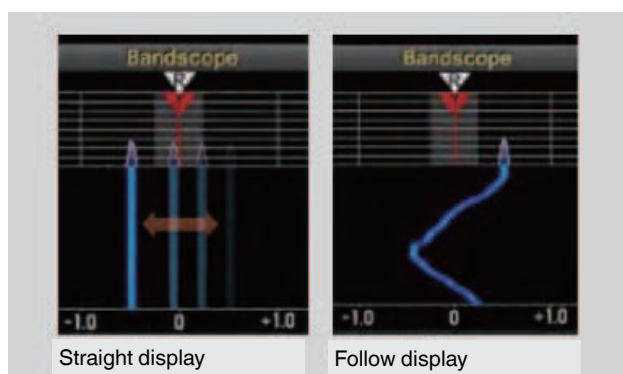 Bandscope
R
-1.0 0 +1.0
Straight display
Bandscope
R
-1.0 0 +1.0
Follow display